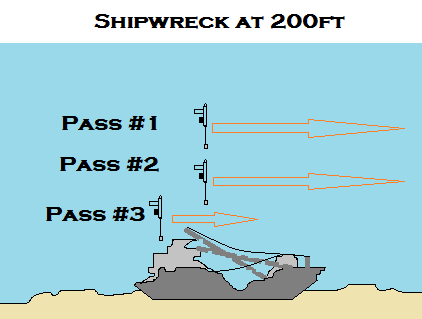 Shipwreck at 200ft
Pass #1
Pass #2
Pass #3